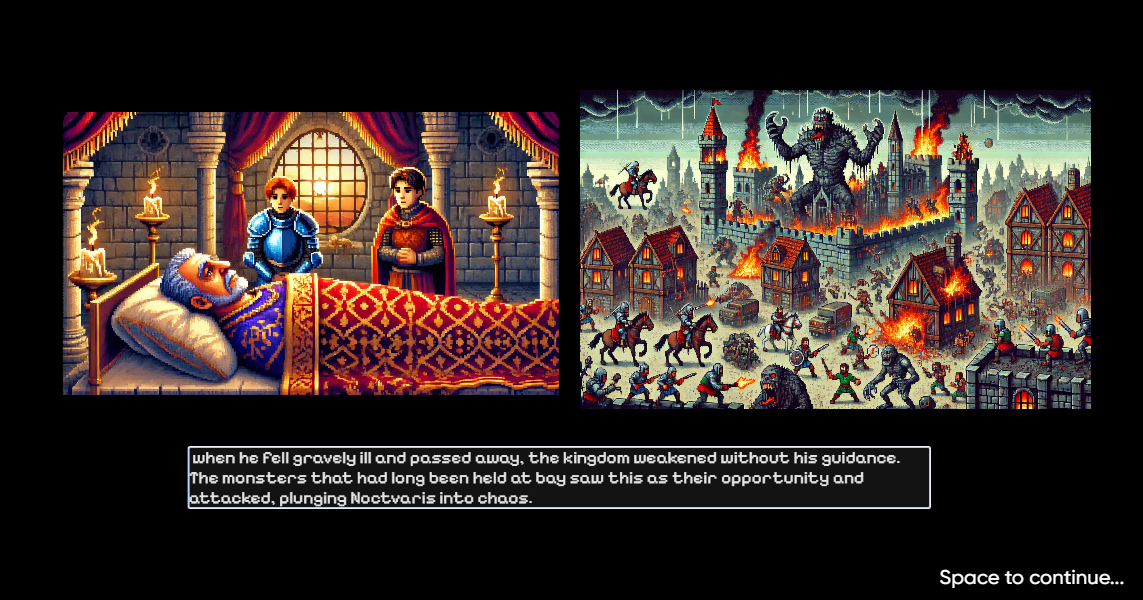 when he fell gravely ill and passed away, the kingdom weakened without his guidance.
The monsters that had long been held at bay saw this as their opportunity and
attacked, plunging Noctvaris into chaos.
Space to continue...